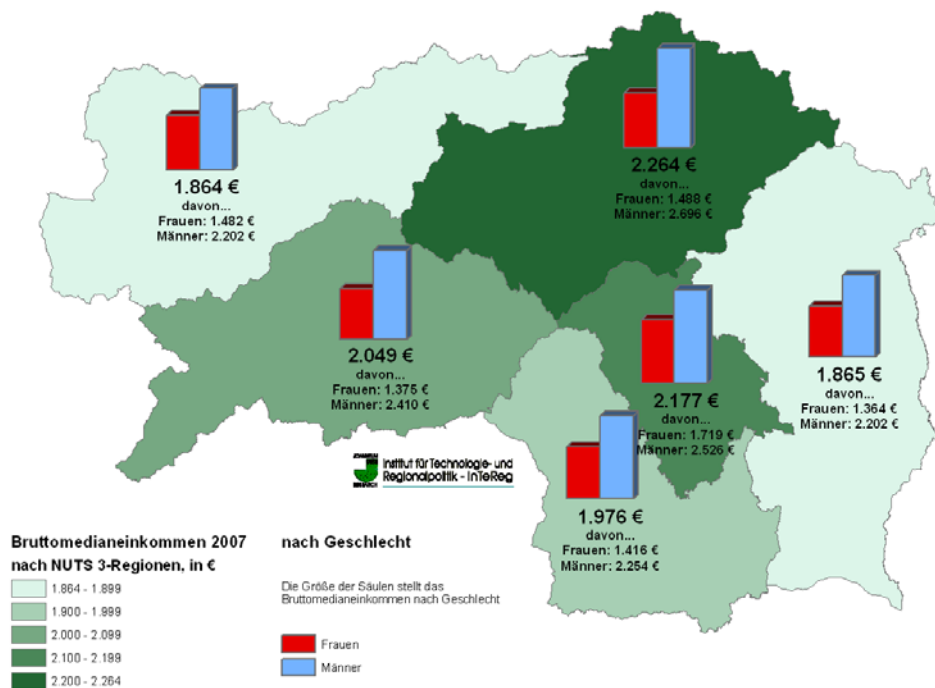 1.864 €
davon...
Frauen: 1.482 €
Männer: 2.202 €
2.264 €
davon...
Frauen: 1.488 €
Männer: 2.696 €
2.049 €
davon...
Frauen: 1.375 €
Männer: 2.410 €
2.177 €
davon...
Frauen: 1.719 €
Männer: 2.526 €
1.865 €
davon...
Frauen: 1.364 €
Männer: 2.202 €
1.976 €
davon...
Frauen: 1.416 €
Männer: 2.254 €
Institut für Technologie- und
Regionalpolitik - InTeReg
Bruttomedianeinkommen 2007
nach NUTS 3-Regionen, in €
1.864 - 1.899
1.900 - 1.999
2.000 - 2.099
2.100 - 2.199
2.200 - 2.264
nach Geschlecht
Die Größe der Säulen stellt das
Bruttomedianeinkommen nach Geschlecht
Frauen
Männer